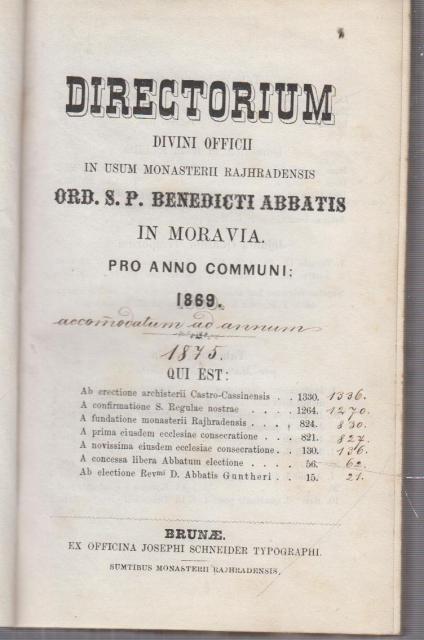 DIRECTORIUM
DIVINI OFFICII
IN USUM MONASTERII RAJHRADENSIS
ORD. S. P. BENEDICTI ABBATIS
IN MORAVIA.
PRO ANNO COMMUNI:
1869.
accomodatum ad annum
1875.
QUI EST:
Ab erectione archisterii Castro-Cassinensis . . 1330. 1336.
A confirmatione S. Regulae nostrae . . . . 1264. 1270.
A fundatione monasterii Rajhradensis . . . . 824. 830.
A prima eiusdem ecclesiae consecratione . . . 821. 827.
A novissima eiusdem ecclesiae consecratione . . 130. 136.
A concessa libera Abbatum electione . . . . 56. 62.
Ab electione Revmi D. Abbatis Guntheri . . 15. 21.
BRUNÆ.
EX OFFICINA JOSEPHI SCHNEIDER TYPOGRAPHI.
SUMTIBUS MONASTERII RAJHRADENSIS.